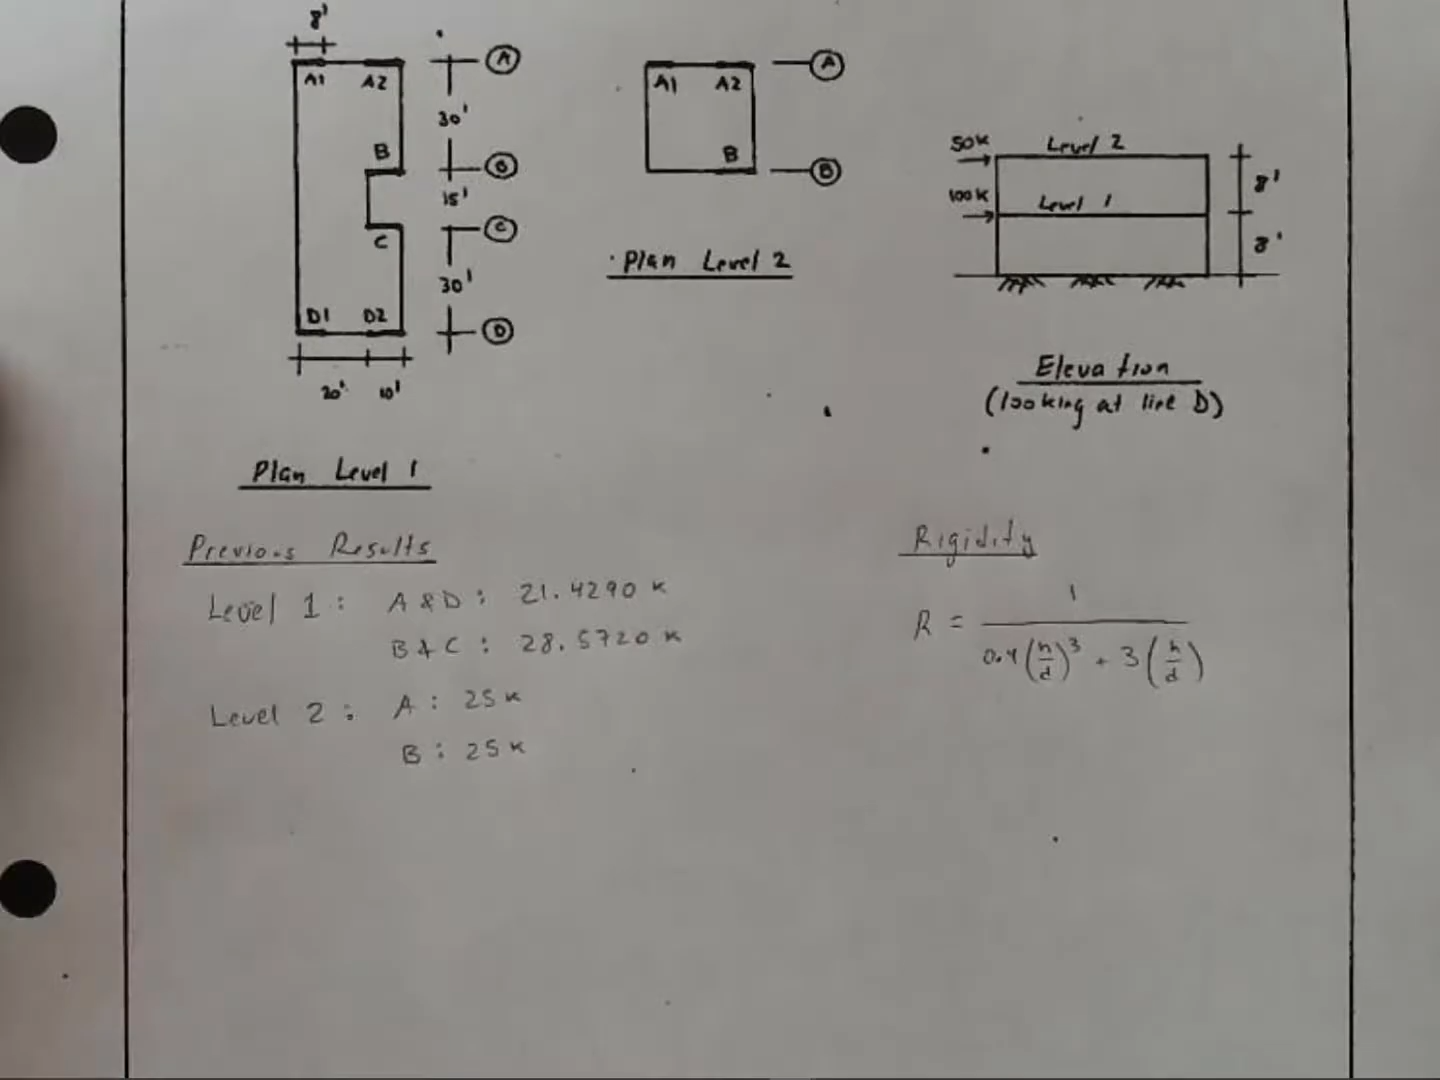 8'
A1 A2
B
C
D1 D2
20' 10'
A
30'
B
15'
C
30'
D
Plan Level 1
A1 A2
B
A
B
Plan Level 2
50k
Level 2
100k
Level 1
8'
8'
Elevation
(looking at line D)
Previous Results
Level 1: A & D: 21.4290 k
B & C: 28.5720 k
Level 2: A: 25 k
B: 25 k
Rigidity
R = 1 / 0.4 (h/d)³ + 3 (h/d)